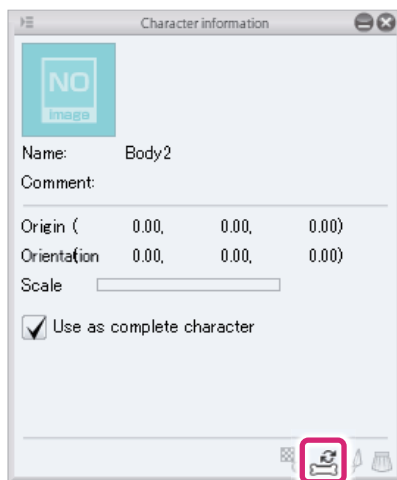 Character information
NO
image
Name: Body2
Comment:
Origin ( 0.00, 0.00, 0.00)
Orientation 0.00, 0.00, 0.00)
Scale
Use as complete character